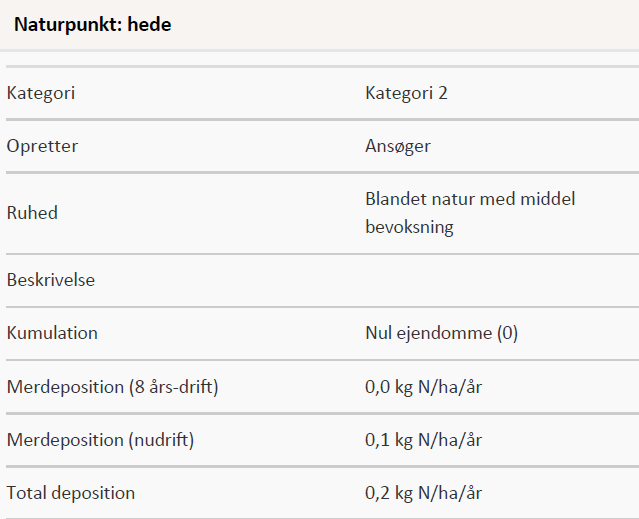 Naturpunkt: hede
Kategori Kategori 2
Opretter Ansøger
Ruhed Blandet natur med middel
bevoksning
Beskrivelse
Kumulation Nul ejendomme (0)
Merdeposition (8 års-drift) 0,0 kg N/ha/år
Merdeposition (nudrift) 0,1 kg N/ha/år
Total deposition 0,2 kg N/ha/år